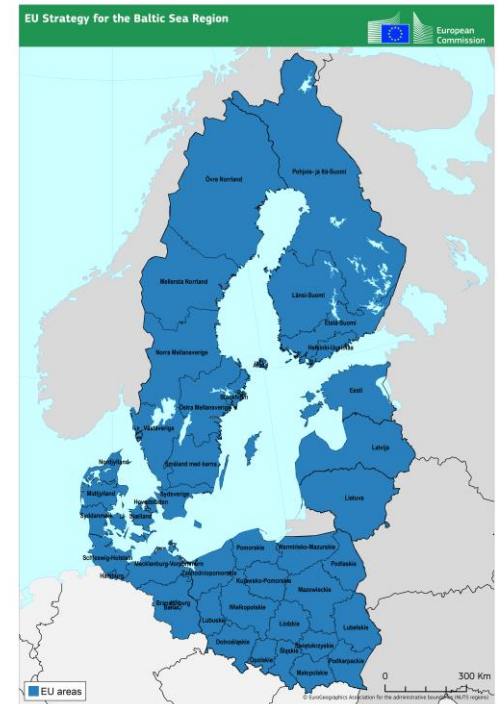 EU Strategy for the Baltic Sea Region
European
Commission
Övre Norrland
Pohjois- ja Itä-Suomi
Mellersta Norrland
Länsi-Suomi
Etelä-Suomi
Helsinki-Uusimaa
Norra Mellansverige
Åland
Stockholm
Östra Mellansverige
Eesti
Västsverige
Latvija
Småland med öarna
Nordjylland
Midtjylland
Hovedstaden
Sydsverige
Lietuva
Syddanmark
Sjælland
Schleswig-Holstein
Mecklenburg-Vorpommern
Hamburg
Pomorskie
Warmińsko-Mazurskie
Zachodniopomorskie
Podlaskie
Kujawsko-Pomorskie
Mazowieckie
Brandenburg
Berlin
Wielkopolskie
Lubuskie
Łódzkie
Lubelskie
Dolnośląskie
Świętokrzyskie
Śląskie
Opolskie
Podkarpackie
Małopolskie
EU areas
0 300 Km
© EuroGeographics Association for the administrative boundaries (NUTS regions)